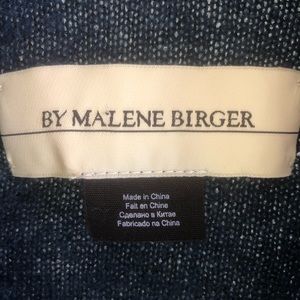 BY MALENE BIRGER
Made in China
Fait en Chine
Сделано в Китае
Fabricado na China